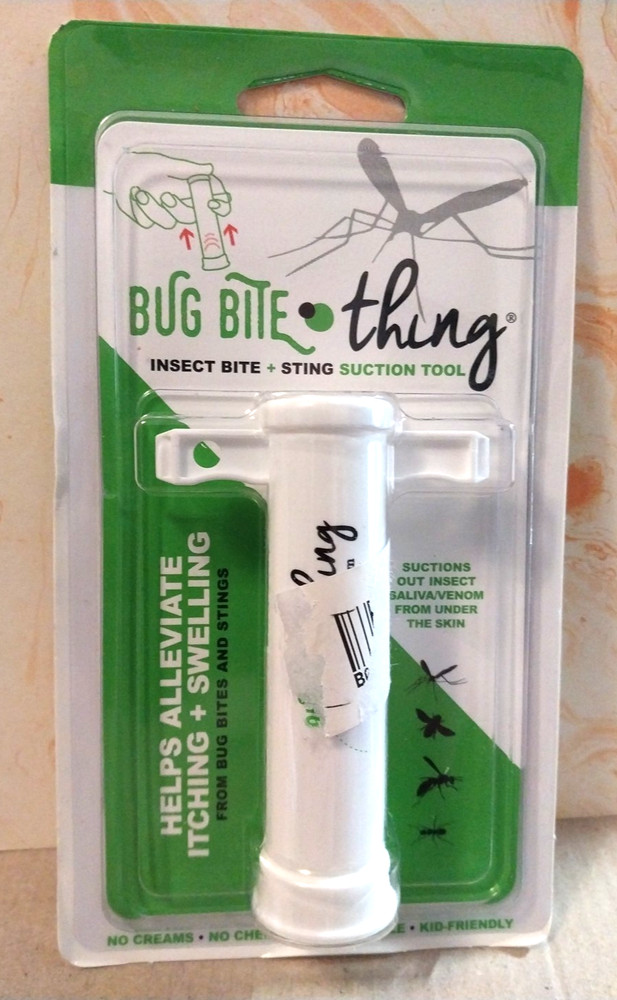 BUG BITE thing®
INSECT BITE + STING SUCTION TOOL
HELPS ALLEVIATE
ITCHING + SWELLING
FROM BUG BITES AND STINGS
SUCTIONS
OUT INSECT
SALIVA/VENOM
FROM UNDER
THE SKIN
NO CREAMS • NO
• KID-FRIENDLY